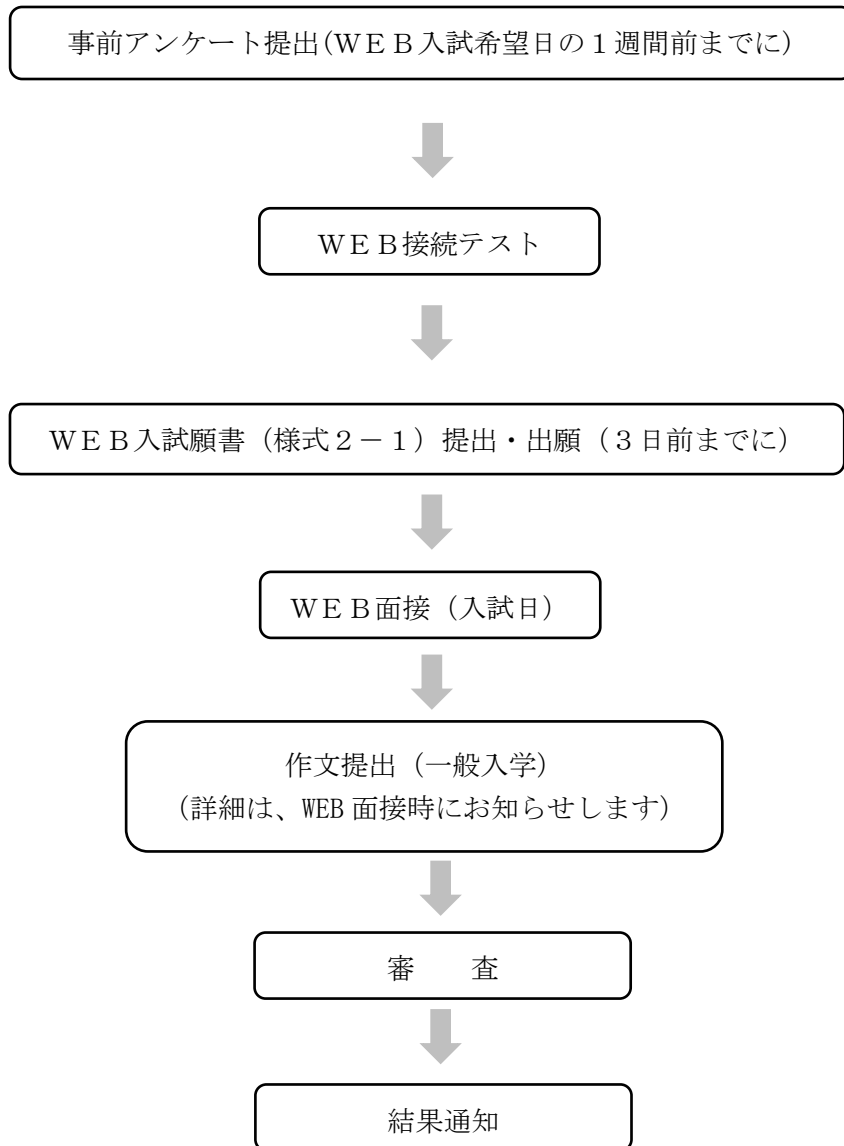 事前アンケート提出(ＷＥＢ入試希望日の１週間前までに)
ＷＥＢ接続テスト
ＷＥＢ入試願書（様式２－１）提出・出願（３日前までに）
ＷＥＢ面接（入試日）
作文提出（一般入学）
（詳細は、WEB 面接時にお知らせします）
審　　査
結果通知